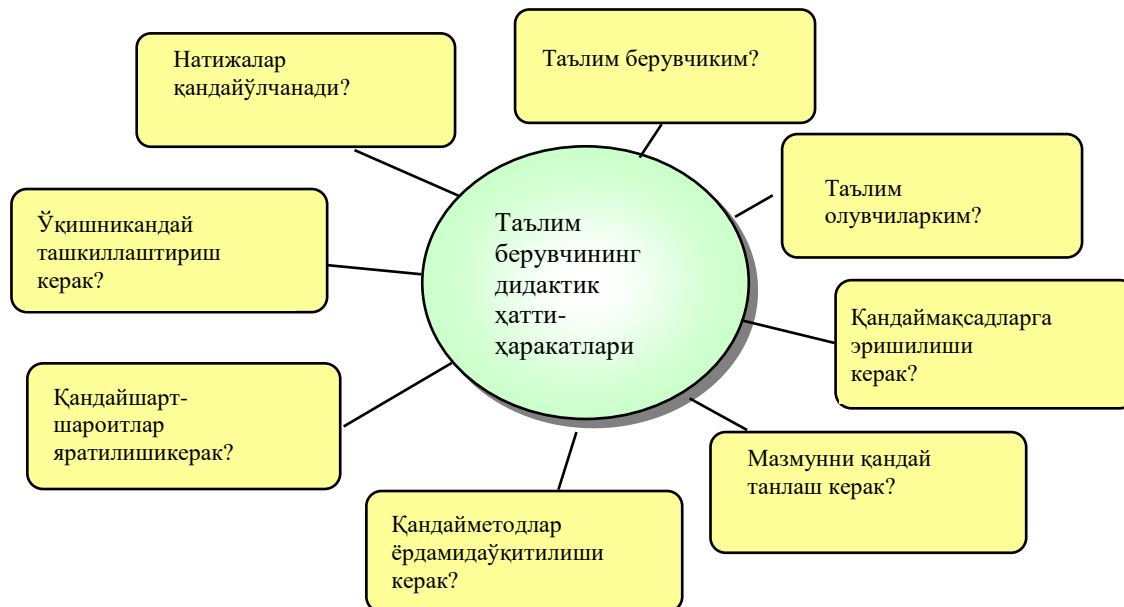 Натижалар
қандайўлчанади?
Таълим берувчиким?
Таълим
олувчиларким?
Ўқишникандай
ташкиллаштириш
керак?
Таълим
берувчининг
дидактик
ҳатти-
ҳаракатлари
Қандаймақсадларга
эришилиши
керак?
Қандайшарт-
шароитлар
яратилишикерак?
Мазмунни қандай
танлаш керак?
Қандайметодлар
ёрдамидаўқитилиши
керак?